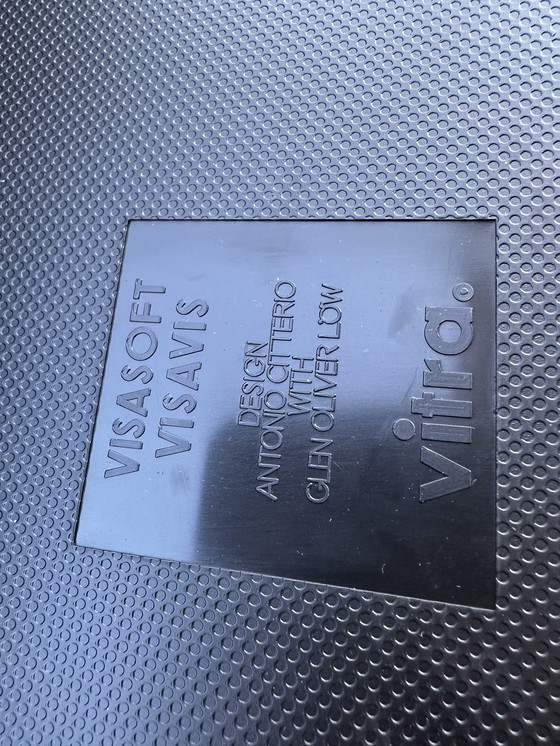 VISASOFT
VISAVIS
DESIGN
ANTONIO CITTERIO
WITH
GLEN OLIVER LÖW
vitra.